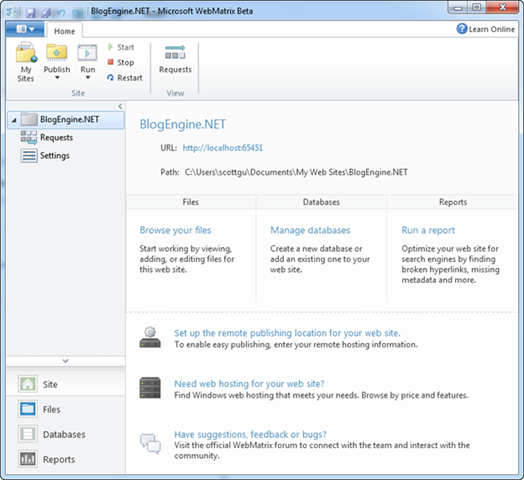 BlogEngine.NET - Microsoft WebMatrix Beta
Home
Learn Online
My Sites
Publish
Run
Start
Stop
Restart
Requests
Site
View
BlogEngine.NET
Requests
Settings
BlogEngine.NET
URL: http://localhost:65451
Path: C:\Users\scottgu\Documents\My Web Sites\BlogEngine.NET
Files
Databases
Reports
Browse your files
Start working by viewing,
adding, or editing files for
this web site.
Manage databases
Create a new database or
add an existing one to your
web site.
Run a report
Optimize your web site for
search engines by finding
broken hyperlinks, missing
metadata and more.
Set up the remote publishing location for your web site.
To enable easy publishing, enter your remote hosting information.
Need web hosting for your web site?
Find Windows web hosting that meets your needs. Browse by price and features.
Have suggestions, feedback or bugs?
Visit the official WebMatrix forum to connect with the team and interact with the
community.
Site
Files
Databases
Reports